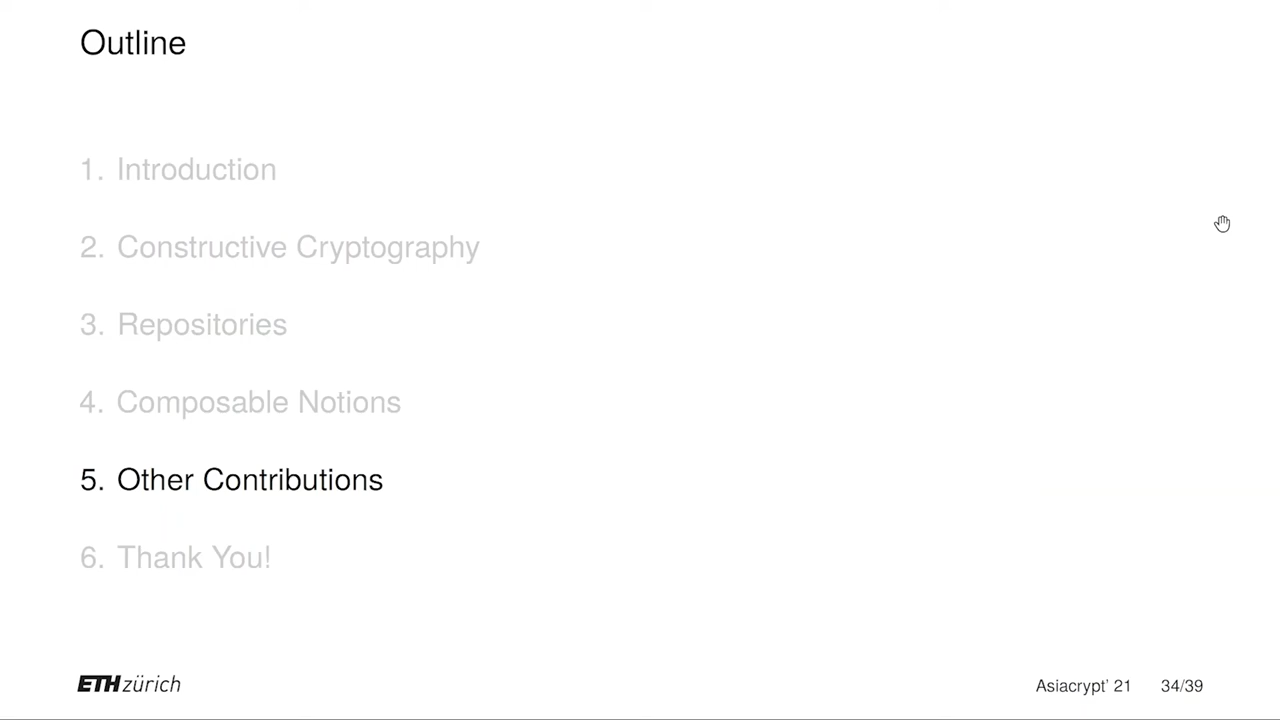 Outline
1. Introduction
2. Constructive Cryptography
3. Repositories
4. Composable Notions
5. Other Contributions
6. Thank You!
ETH zürich
Asiacrypt' 21 34/39